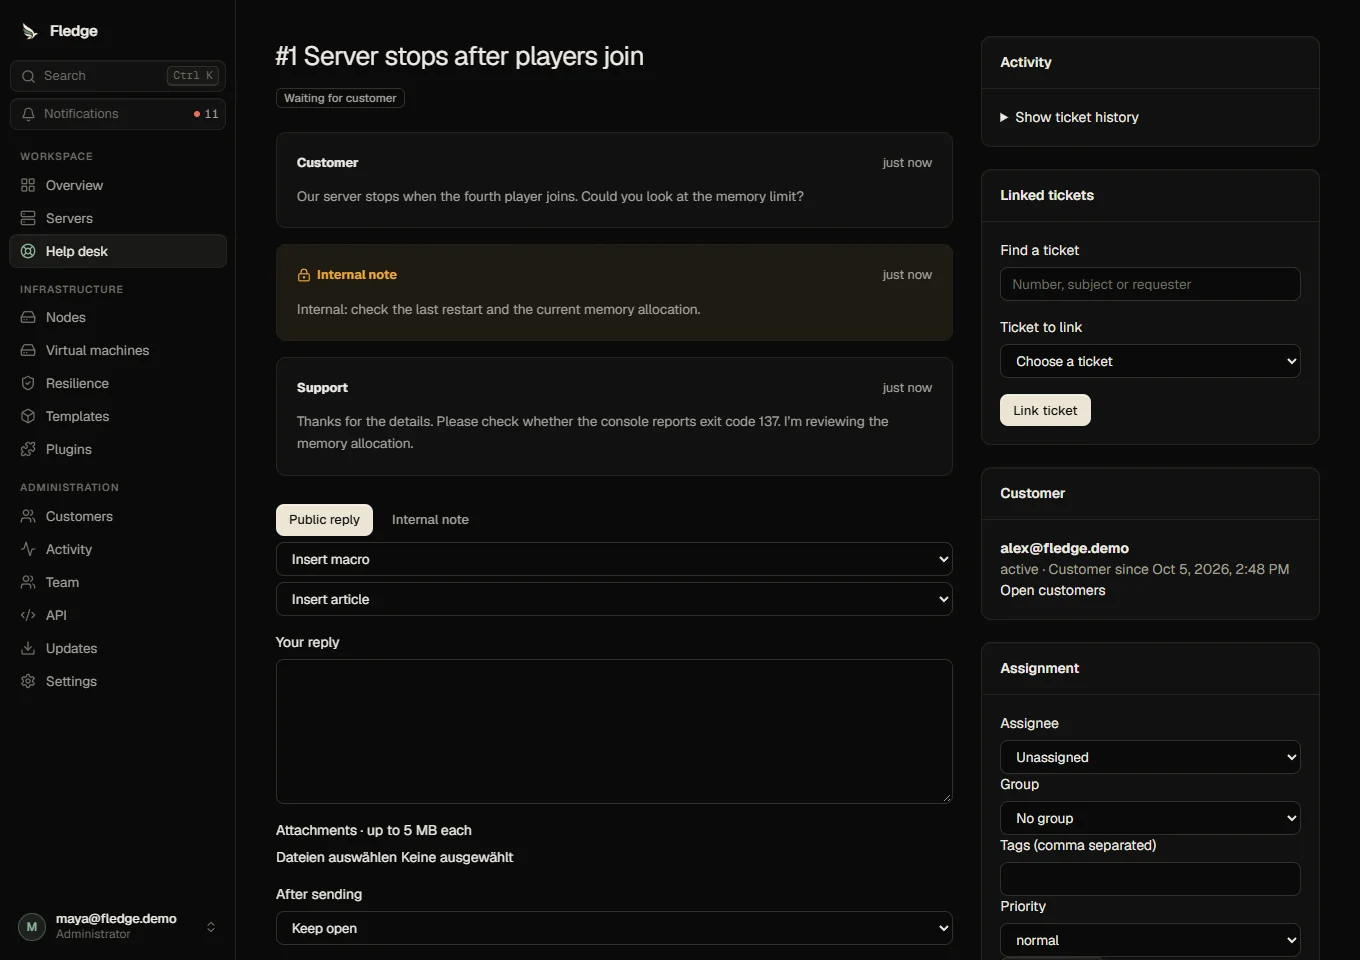 Fledge
Search
Ctrl K
Notifications
11
WORKSPACE
Overview
Servers
Help desk
INFRASTRUCTURE
Nodes
Virtual machines
Resilience
Templates
Plugins
ADMINISTRATION
Customers
Activity
Team
API
Updates
Settings
M
maya@fledge.demo
Administrator
#1 Server stops after players join
Waiting for customer
Customer
just now
Our server stops when the fourth player joins. Could you look at the memory limit?
Internal note
just now
Internal: check the last restart and the current memory allocation.
Support
just now
Thanks for the details. Please check whether the console reports exit code 137. I'm reviewing the
memory allocation.
Public reply
Internal note
Insert macro
Insert article
Your reply
Attachments · up to 5 MB each
Dateien auswählen Keine ausgewählt
After sending
Keep open
Activity
Show ticket history
Linked tickets
Find a ticket
Number, subject or requester
Ticket to link
Choose a ticket
Link ticket
Customer
alex@fledge.demo
active · Customer since Oct 5, 2026, 2:48 PM
Open customers
Assignment
Assignee
Unassigned
Group
No group
Tags (comma separated)
Priority
normal